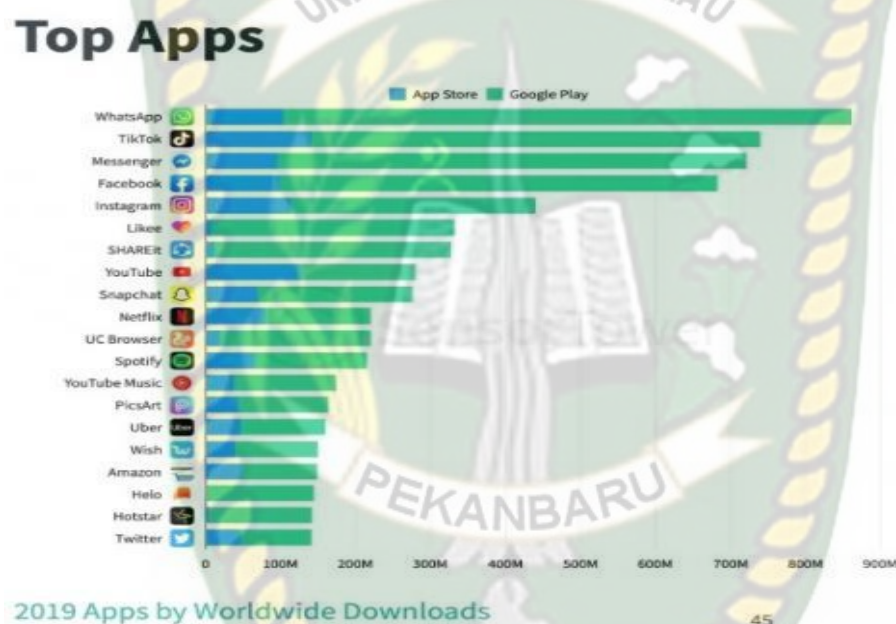 Top Apps
App Store Google Play
WhatsApp
TikTok
Messenger
Facebook
Instagram
Likee
SHAREit
YouTube
Snapchat
Netflix
UC Browser
Spotify
YouTube Music
PicsArt
Uber
Uber
Wish
Amazon
Helo
Hotstar
Twitter
0 100M 200M 300M 400M 500M 600M 700M 800M 900M
PEKANBARU
2019 Apps by Worldwide Downloads
45